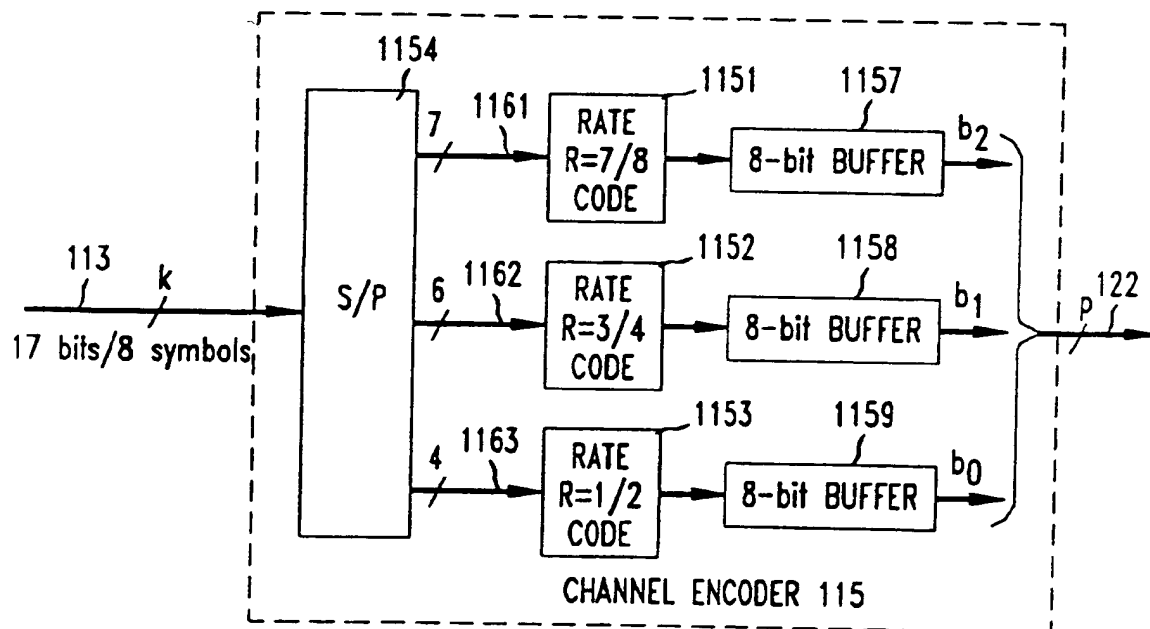 1154
1151
1157
7
1161
RATE
R=7/8
CODE
8-bit BUFFER
b2
113
k
17 bits/8 symbols
S/P
6
1162
1152
RATE
R=3/4
CODE
1158
8-bit BUFFER
b1
p
122
4
1163
1153
RATE
R=1/2
CODE
1159
8-bit BUFFER
b0
CHANNEL ENCODER 115